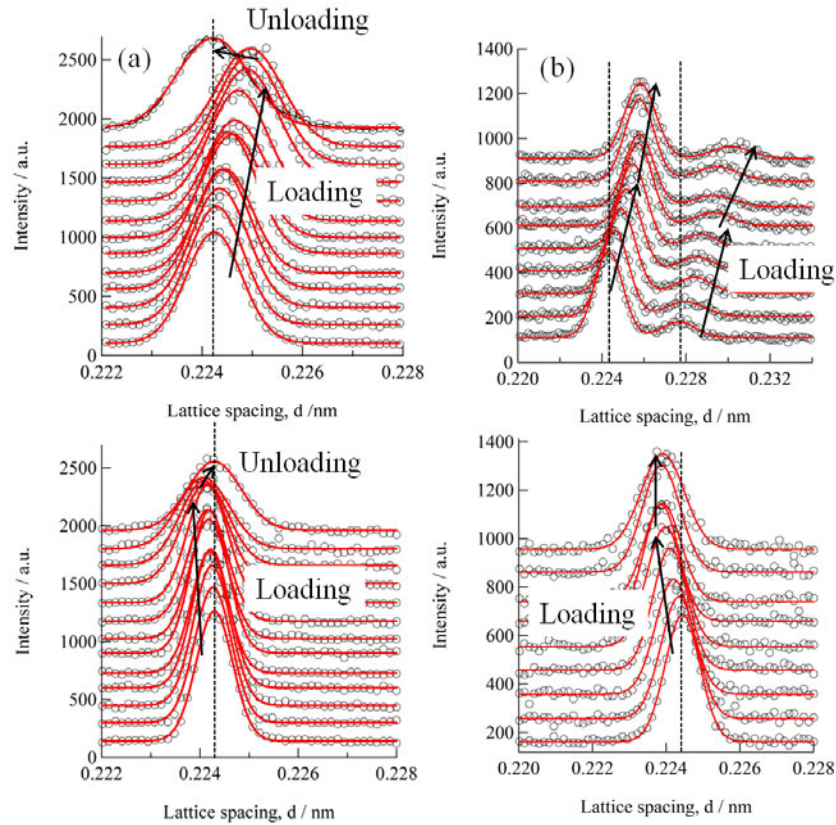 Unloading
(a)
Loading
Intensity / a.u.
2500
2000
1500
1000
500
0
0.222 0.224 0.226 0.228
Lattice spacing, d /nm
(b)
Loading
Intensity / a.u.
1400
1200
1000
800
600
400
200
0
0.220 0.224 0.228 0.232
Lattice spacing, d / nm
Unloading
Loading
Intensity / a.u.
2500
2000
1500
1000
500
0
0.222 0.224 0.226 0.228
Lattice spacing, d / nm
Loading
Intensity / a.u.
1400
1200
1000
800
600
400
200
0.220 0.222 0.224 0.226 0.228
Lattice spacing, d / nm